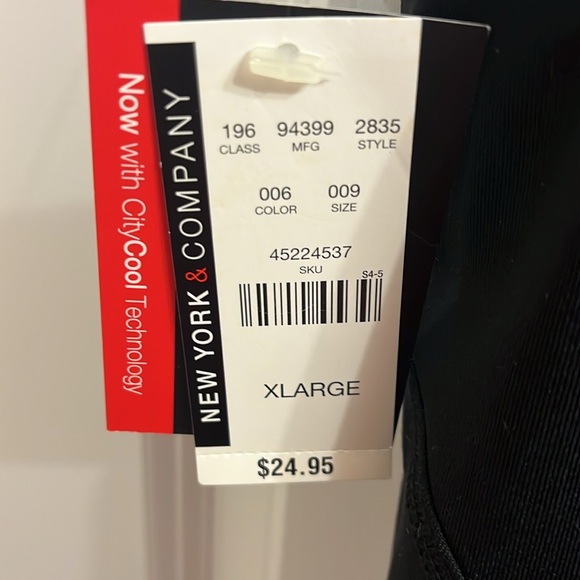 Now with CityCool Technology
NEW YORK & COMPANY
196 94399 2835
CLASS MFG STYLE
006 009
COLOR SIZE
45224537
SKU
S4-5
XLARGE
$24.95